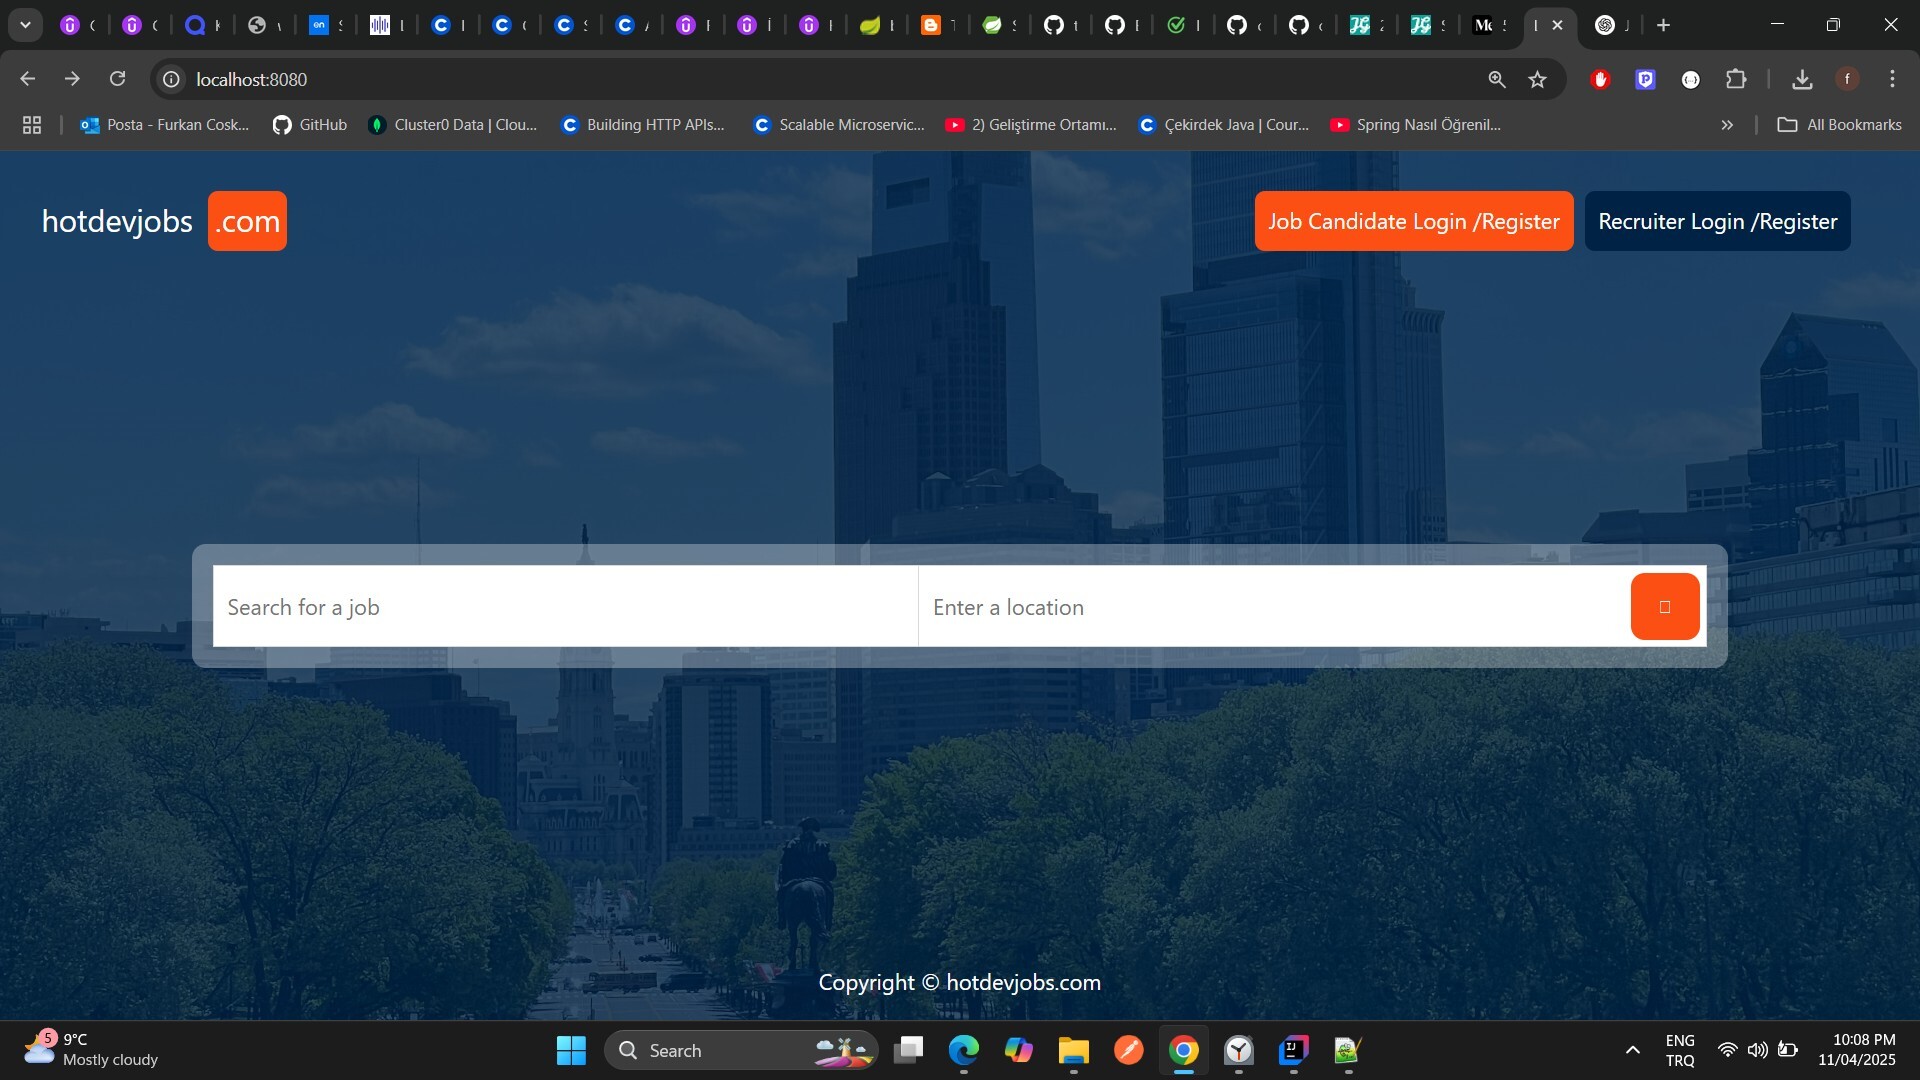 localhost:8080
Posta - Furkan Cosk...
GitHub
Cluster0 Data | Clou...
Building HTTP APIs...
Scalable Microservic...
2) Geliştirme Ortamı...
Çekirdek Java | Cour...
Spring Nasıl Öğrenil...
All Bookmarks
hotdevjobs .com
Job Candidate Login /Register
Recruiter Login /Register
Search for a job
Enter a location
Copyright © hotdevjobs.com
5
9°C
Mostly cloudy
Search
ENG
TRQ
10:08 PM
11/04/2025